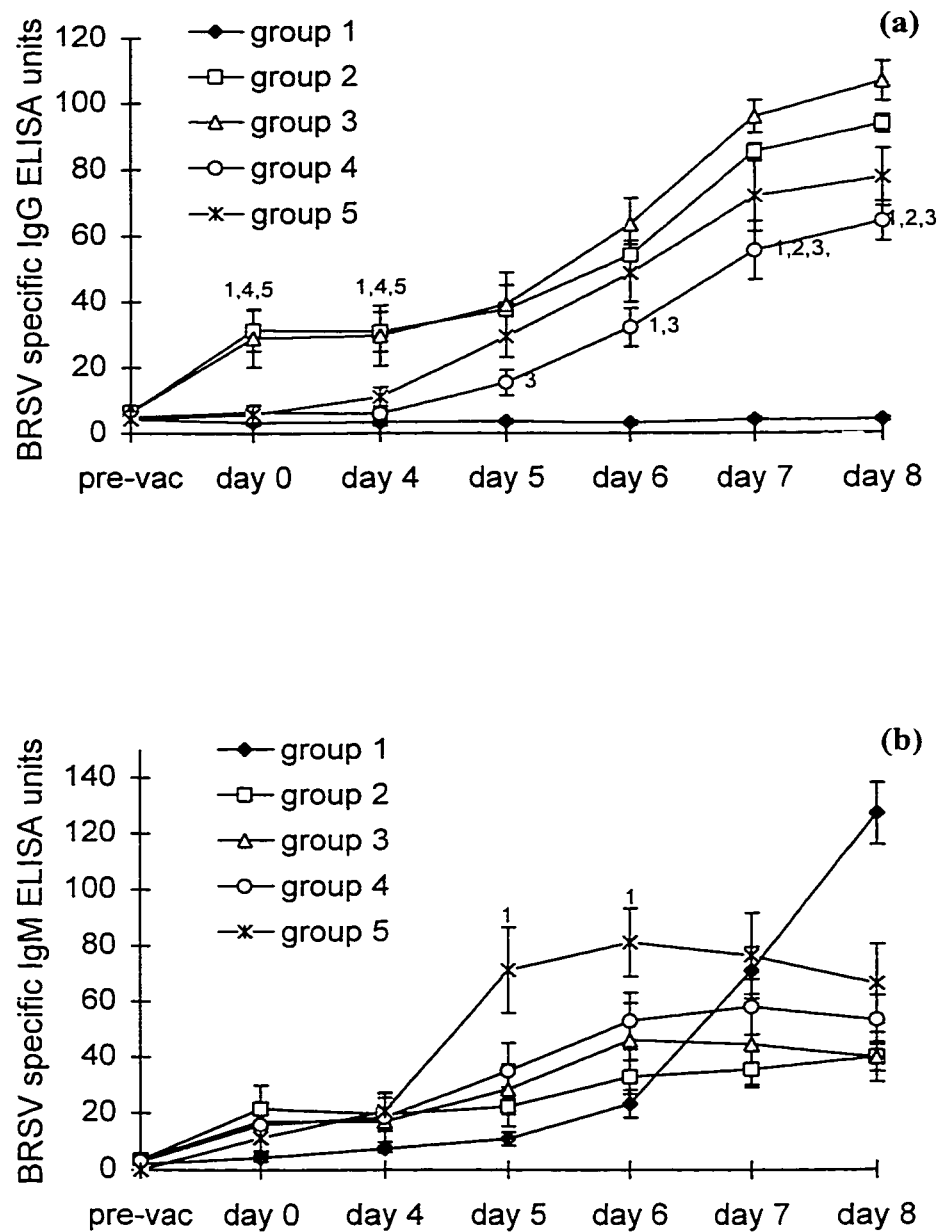 (a)
BRSV specific IgG ELISA units
120
100
80
60
40
20
0
group 1
group 2
group 3
group 4
group 5
1,4,5
1,4,5
3
1,3
1,2,3,
1,2,3
pre-vac day 0 day 4 day 5 day 6 day 7 day 8
(b)
BRSV specific IgM ELISA units
140
120
100
80
60
40
20
0
group 1
group 2
group 3
group 4
group 5
1
1
pre-vac day 0 day 4 day 5 day 6 day 7 day 8